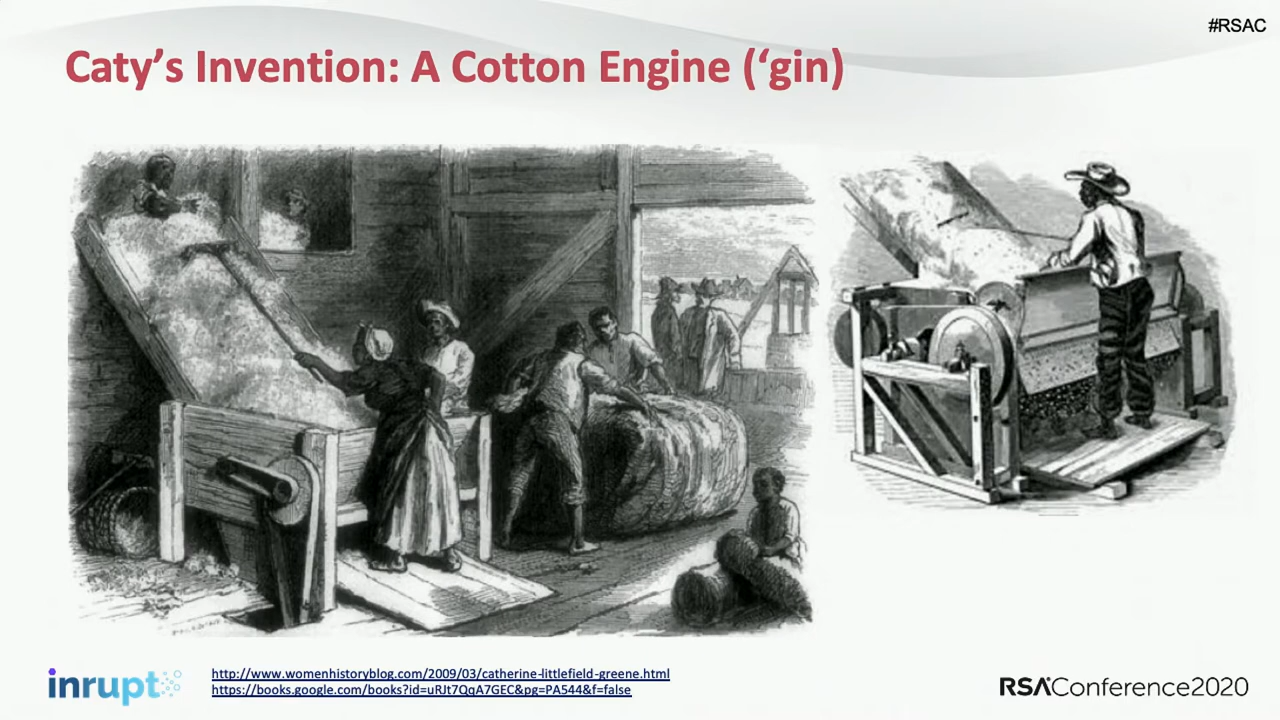 #RSAC
Caty’s Invention: A Cotton Engine (‘gin)
inrupt
http://www.womenhistoryblog.com/2009/03/catherine-littlefield-greene.html
https://books.google.com/books?id=uRJt7QqA7GEC&pg=PA544&f=false
RSAConference2020